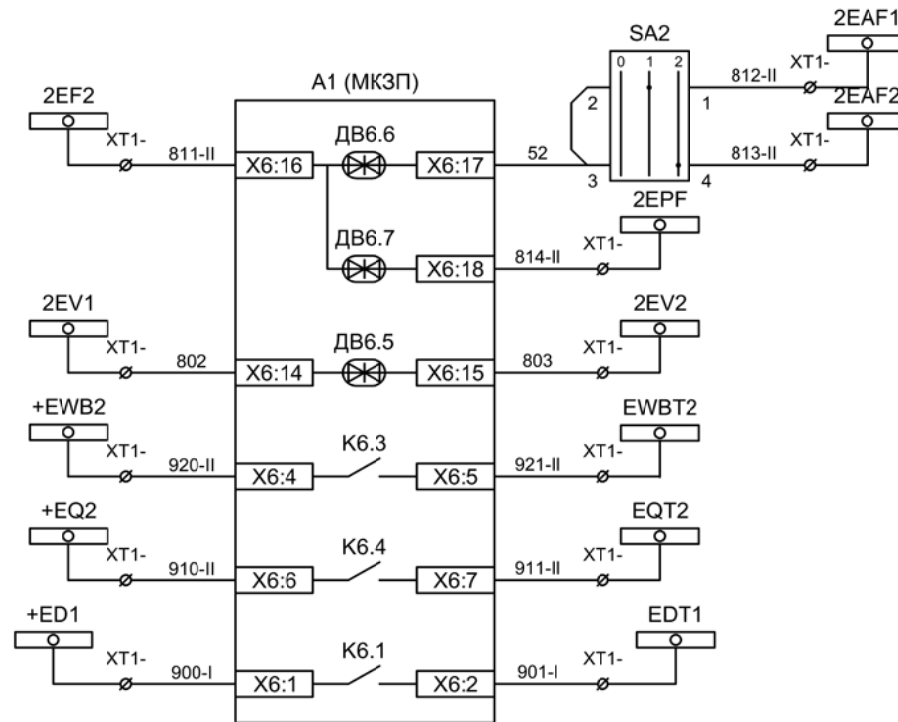 2EAF1
SA2
0 1 2
XT1-
812-II
2 1
A1 (МКЗП)
2EF2
2EAF2
XT1-
811-II
X6:16
ДВ6.6
X6:17
52
3 4
813-II
XT1-
2EPF
ДВ6.7
X6:18
814-II
XT1-
2EV1
2EV2
XT1-
802
X6:14
ДВ6.5
X6:15
803
XT1-
+EWB2
EWBT2
XT1-
920-II
X6:4
K6.3
X6:5
921-II
XT1-
+EQ2
EQT2
XT1-
910-II
X6:6
K6.4
X6:7
911-II
XT1-
+ED1
EDT1
XT1-
900-I
X6:1
K6.1
X6:2
901-I
XT1-